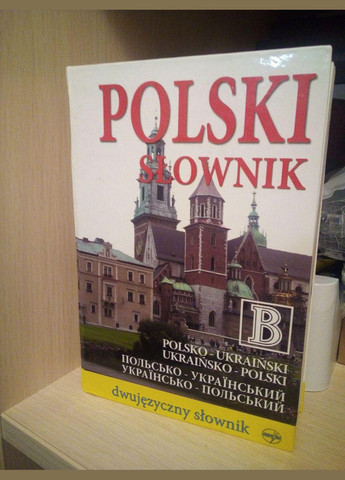 POLSKI
SŁOWNIK
B
POLSKO - UKRAIŃSKI
UKRAIŃSKO - POLSKI
ПОЛЬСЬКО - УКРАЇНСЬКИЙ
УКРАЇНСЬКО - ПОЛЬСЬКИЙ
dwujęzyczny słownik